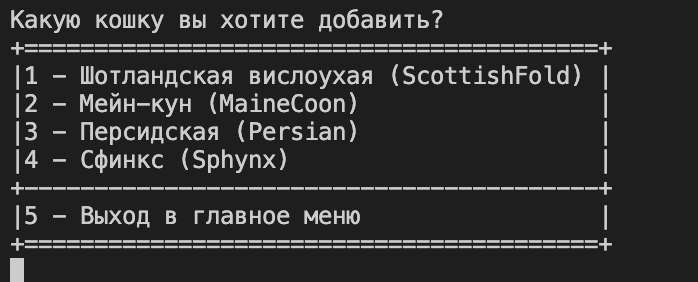 Какую кошку вы хотите добавить?
+=========================================+
|1 - Шотландская вислоухая (ScottishFold) |
|2 - Мейн-кун (MaineCoon)                 |
|3 - Персидская (Persian)                 |
|4 - Сфинкс (Sphynx)                      |
+-----------------------------------------+
|5 - Выход в главное меню                 |
+=========================================+